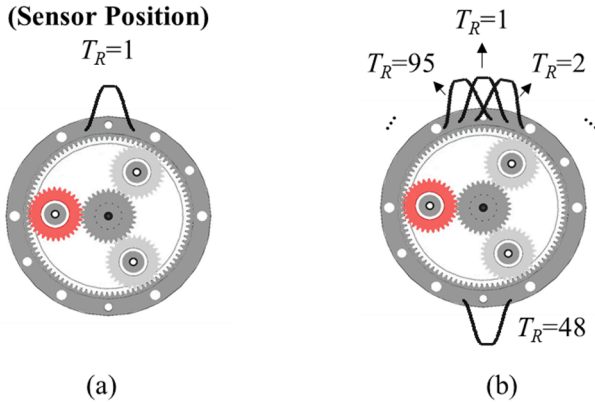 (Sensor Position)
T_R=1
T_R=1
T_R=95
T_R=2
T_R=48
(a)
(b)